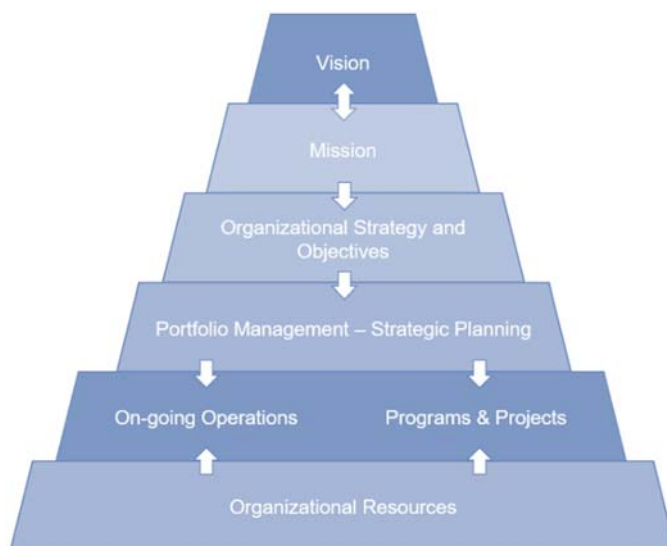 Vision
Mission
Organizational Strategy and
Objectives
Portfolio Management – Strategic Planning
On-going Operations
Programs & Projects
Organizational Resources